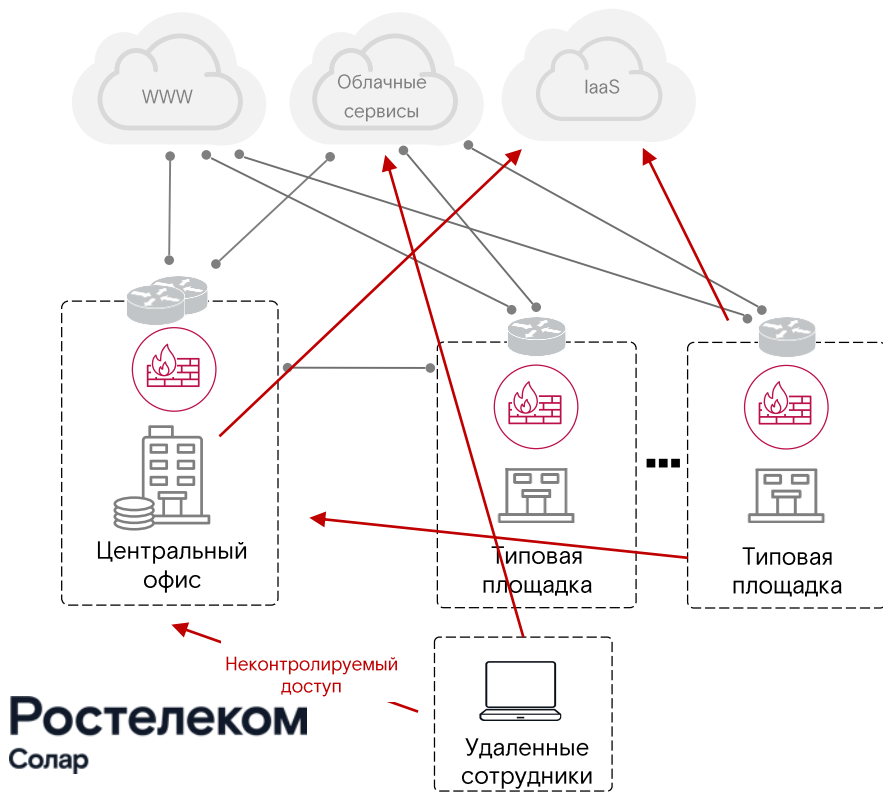 WWW
Облачные
сервисы
IaaS
Центральный
офис
Типовая
площадка
Типовая
площадка
Неконтролируемый
доступ
Удаленные
сотрудники
Ростелеком
Солар